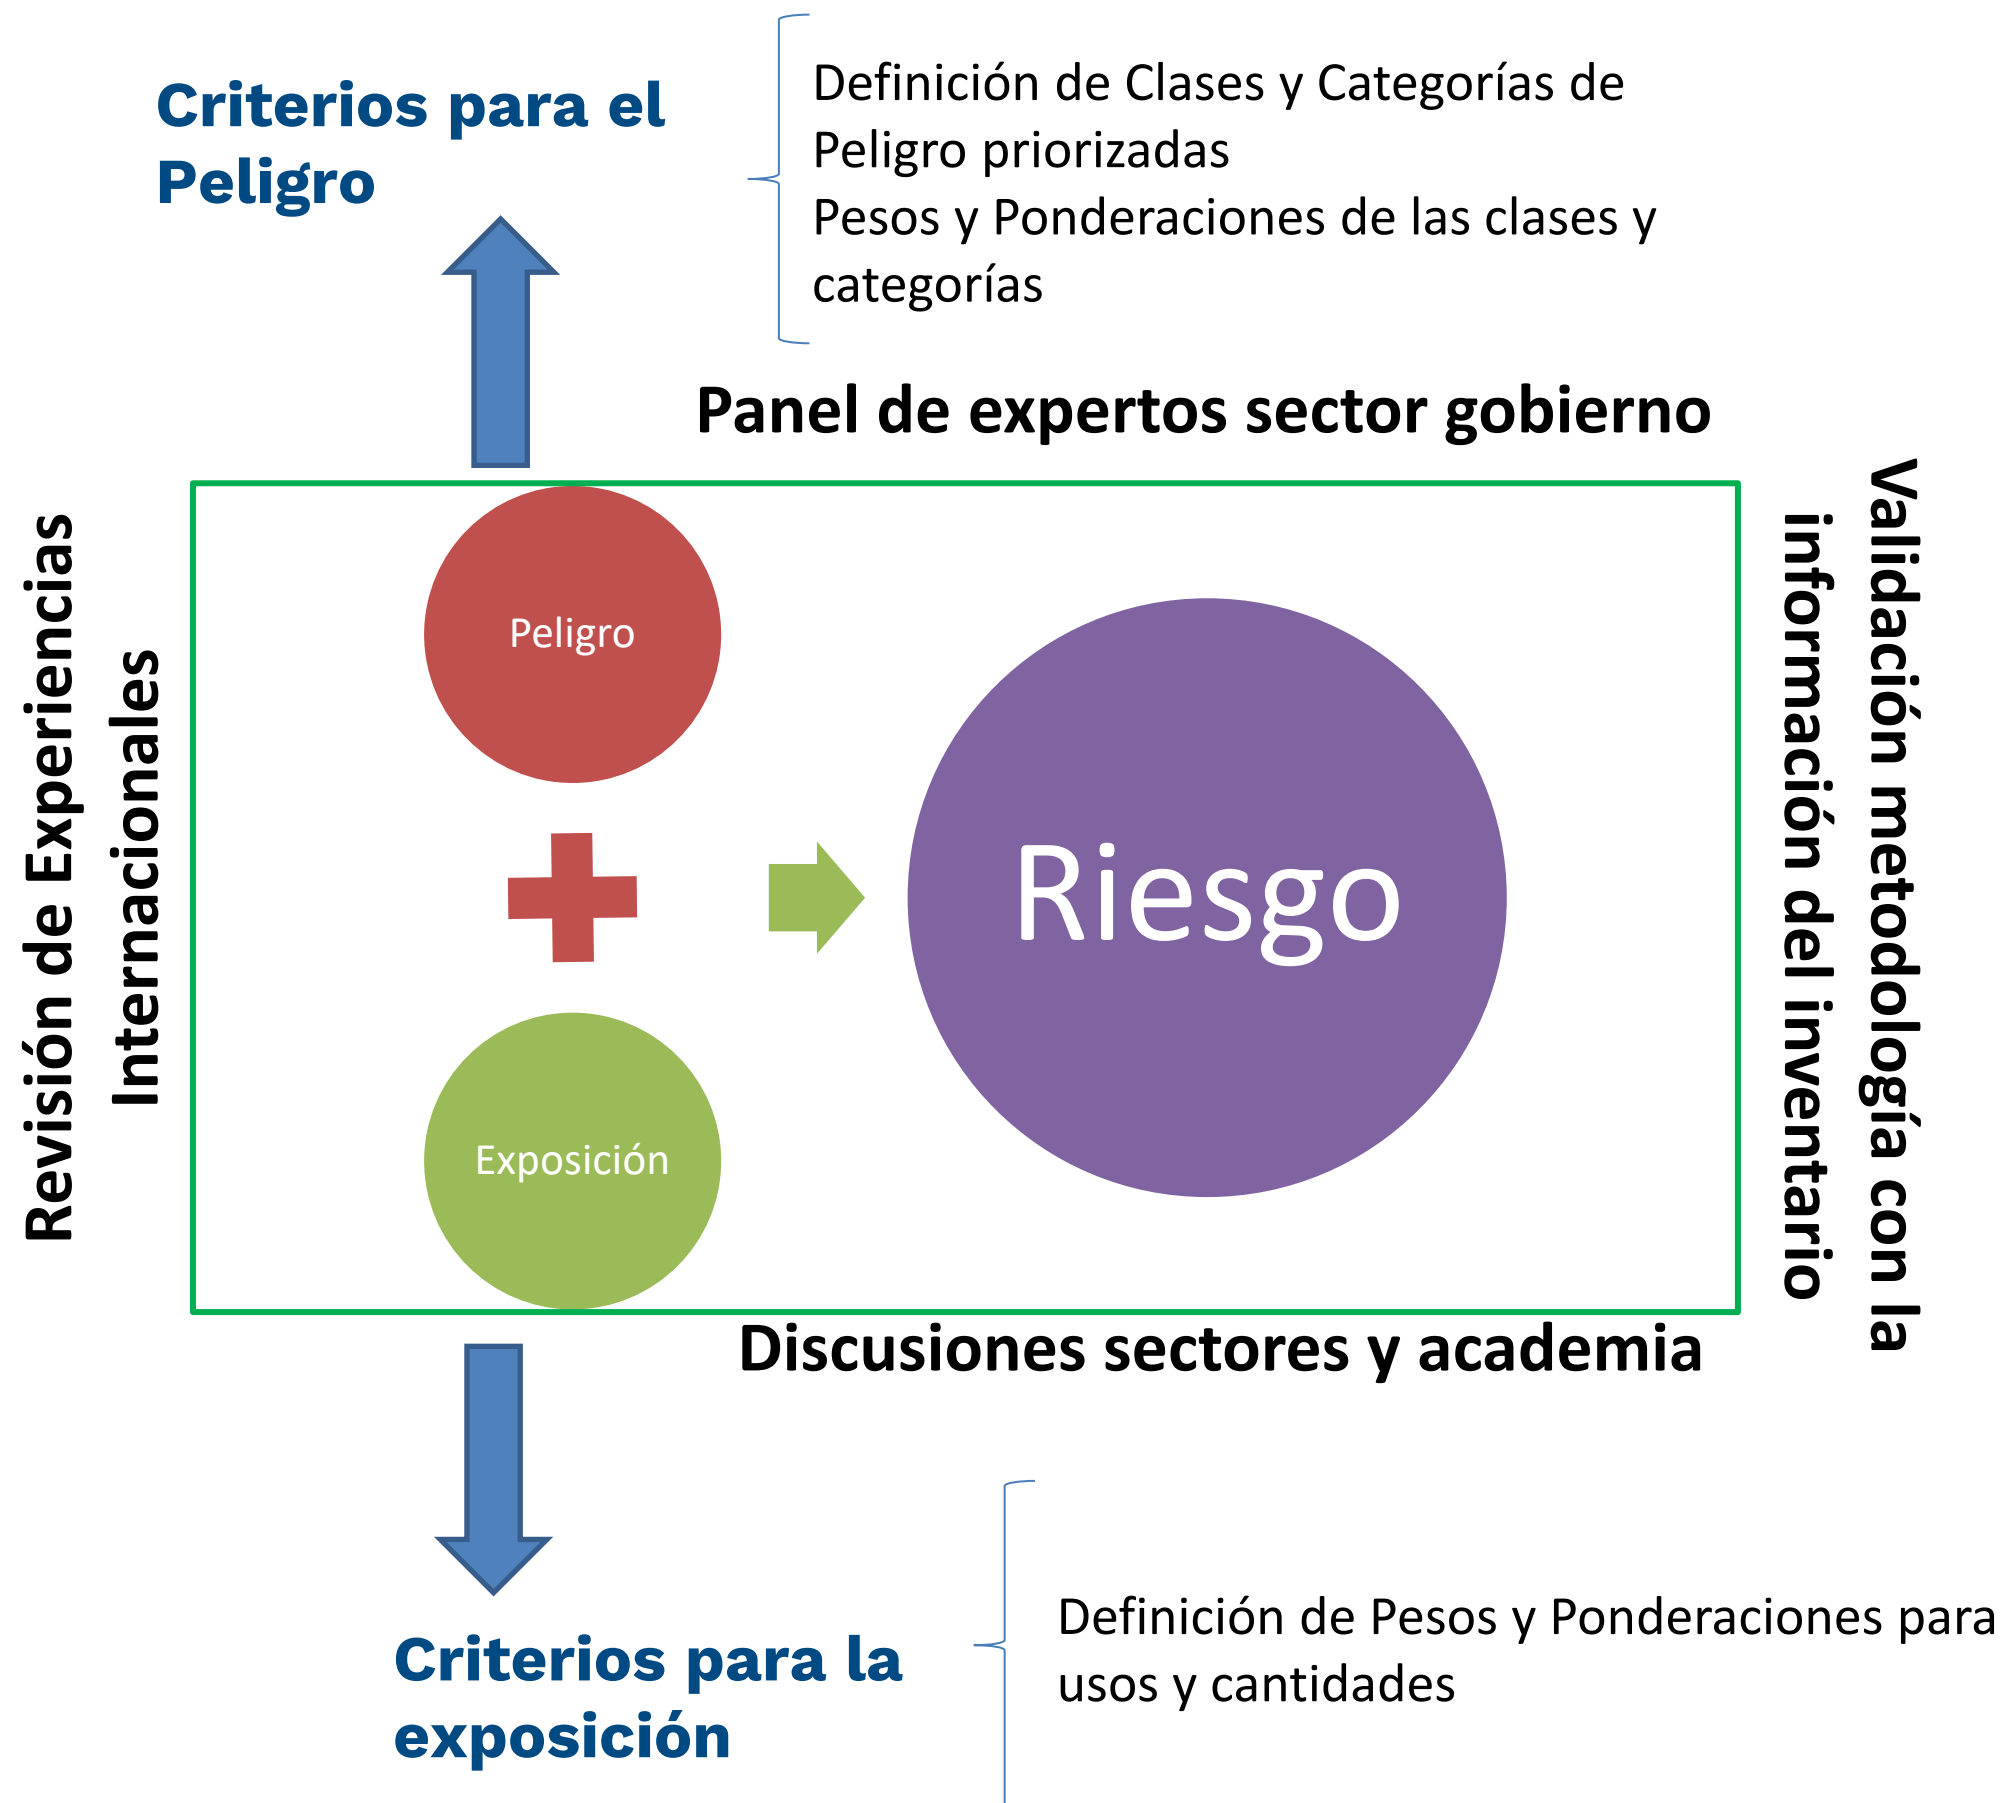 Criterios para el
Peligro
Definición de Clases y Categorías de
Peligro priorizadas
Pesos y Ponderaciones de las clases y
categorías
Panel de expertos sector gobierno
Revisión de Experiencias
Internacionales
Peligro
Exposición
Riesgo
Validación metodología con la
información del inventario
Discusiones sectores y academia
Criterios para la
exposición
Definición de Pesos y Ponderaciones para
usos y cantidades